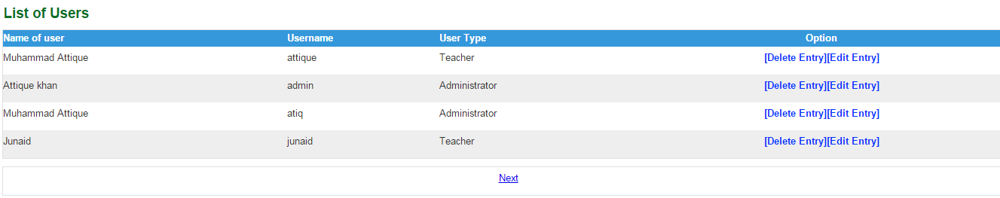 List of Users
Name of user Username User Type Option
Muhammad Attique attique Teacher [Delete Entry][Edit Entry]
Attique khan admin Administrator [Delete Entry][Edit Entry]
Muhammad Attique atiq Administrator [Delete Entry][Edit Entry]
Junaid junaid Teacher [Delete Entry][Edit Entry]
Next